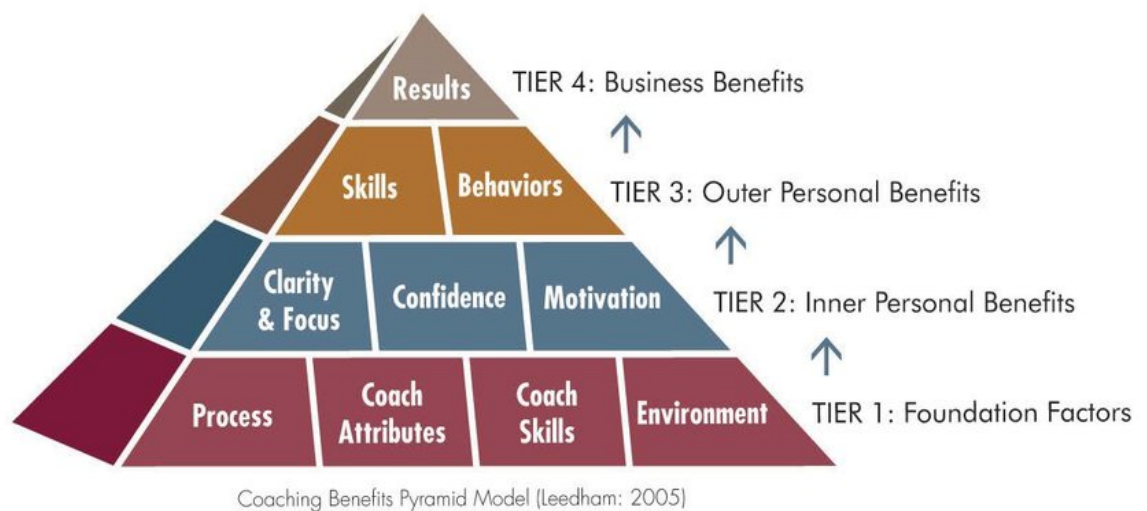 Results
TIER 4: Business Benefits
Skills
Behaviors
TIER 3: Outer Personal Benefits
Clarity
& Focus
Confidence
Motivation
TIER 2: Inner Personal Benefits
Process
Coach
Attributes
Coach
Skills
Environment
TIER 1: Foundation Factors
Coaching Benefits Pyramid Model (Leedham: 2005)